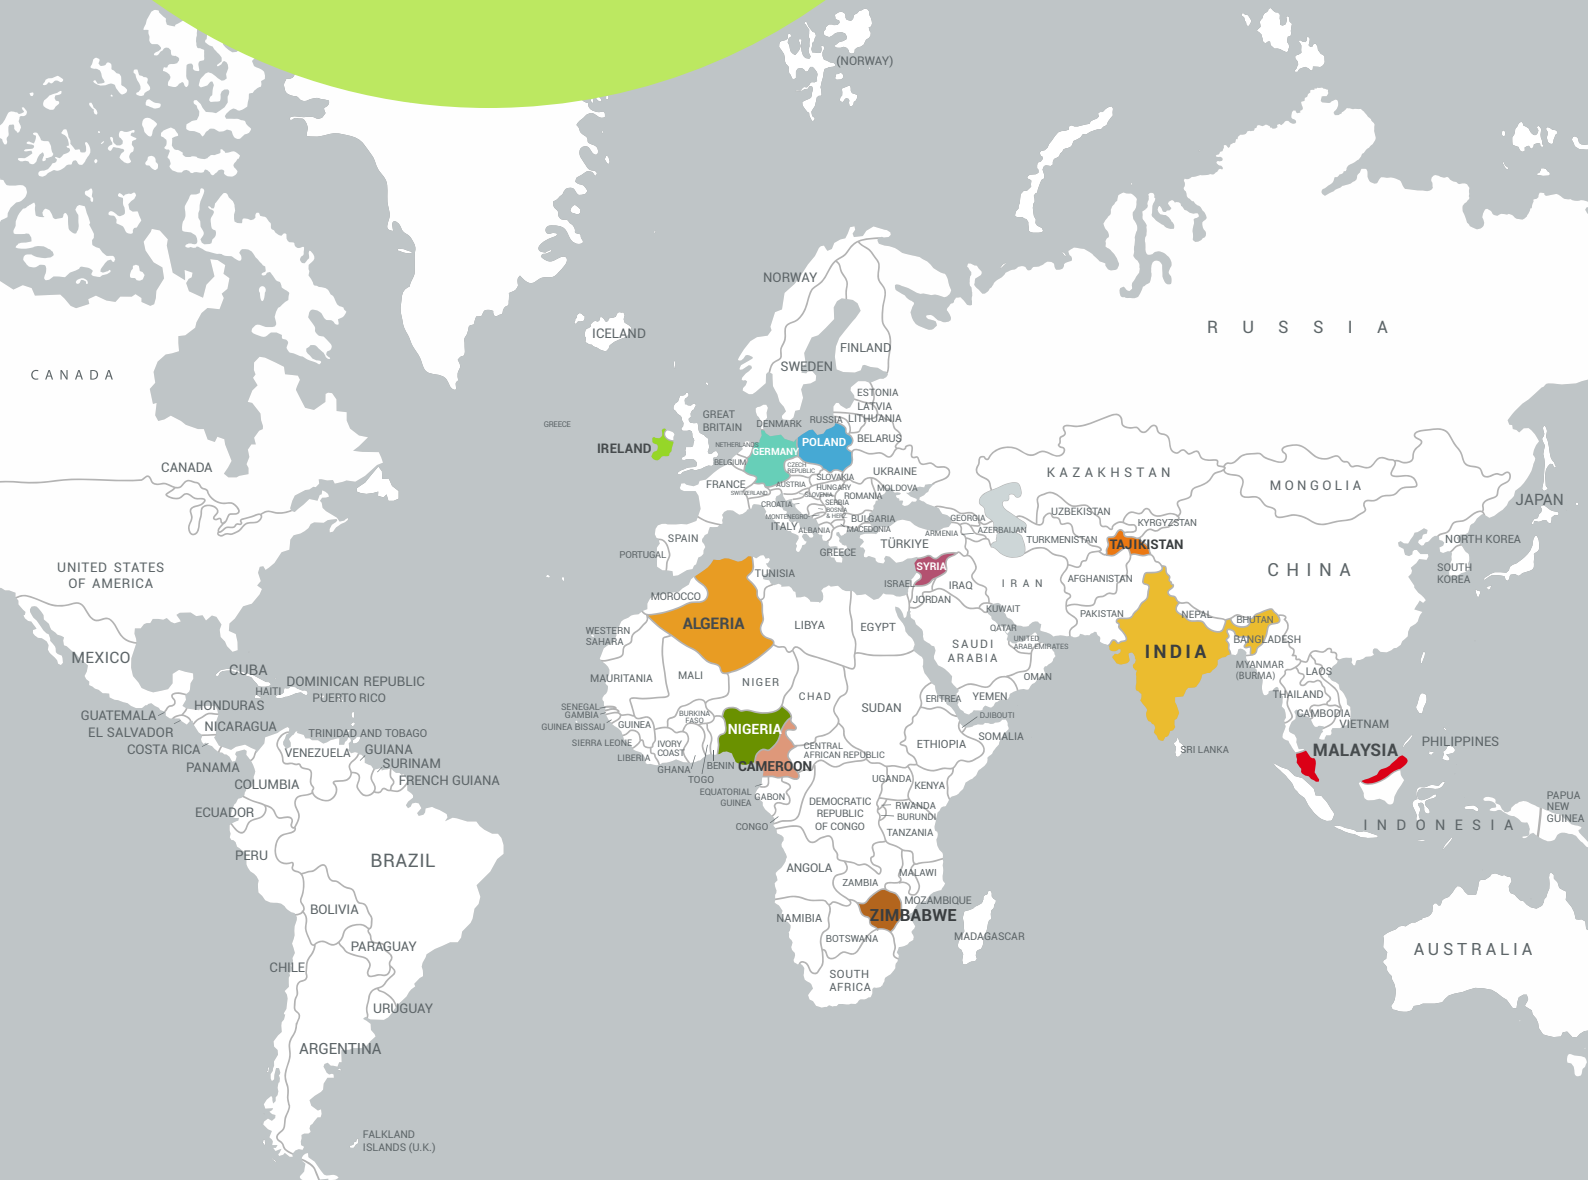 (NORWAY)
NORWAY
RUSSIA
ICELAND
FINLAND
SWEDEN
CANADA
ESTONIA
LATVIA
LITHUANIA
RUSSIA
GREAT
BRITAIN
DENMARK
GREECE
BELARUS
POLAND
IRELAND
NETHERLANDS
GERMANY
BELGIUM
CZECH
REPUBLIC
SLOVAKIA
UKRAINE
CANADA
KAZAKHSTAN
MONGOLIA
FRANCE
AUSTRIA
HUNGARY
MOLDOVA
SWITZERLAND
SLOVENIA
ROMANIA
SERBIA
CROATIA
BOSNIA
& HERZ.
MONTENEGRO
BULGARIA
ITALY
ALBANIA
MACEDONIA
GEORGIA
UZBEKISTAN
KYRGYZSTAN
JAPAN
ARMENIA
AZERBAIJAN
TURKMENISTAN
TAJIKISTAN
NORTH KOREA
SPAIN
PORTUGAL
GREECE
TÜRKIYE
UNITED STATES
OF AMERICA
TUNISIA
SYRIA
ISRAEL
IRAQ
IRAN
AFGHANISTAN
CHINA
SOUTH
KOREA
MOROCCO
JORDAN
KUWAIT
PAKISTAN
NEPAL
BHUTAN
ALGERIA
LIBYA
EGYPT
QATAR
WESTERN
SAHARA
UNITED
ARAB EMIRATES
SAUDI
ARABIA
BANGLADESH
INDIA
MEXICO
CUBA
MYANMAR
(BURMA)
LAOS
OMAN
MAURITANIA
MALI
NIGER
CHAD
HAITI
DOMINICAN REPUBLIC
PUERTO RICO
ERITREA
YEMEN
THAILAND
HONDURAS
GUATEMALA
SENEGAL
GAMBIA
GUINEA BISSAU
GUINEA
BURKINA
FASO
SUDAN
DJIBOUTI
CAMBODIA
VIETNAM
NICARAGUA
EL SALVADOR
TRINIDAD AND TOBAGO
NIGERIA
SOMALIA
SIERRA LEONE
IVORY
COAST
ETHIOPIA
CENTRAL
AFRICAN REPUBLIC
SRI LANKA
MALAYSIA
PHILIPPINES
COSTA RICA
VENEZUELA
GUIANA
LIBERIA
PANAMA
SURINAM
GHANA
BENIN
CAMEROON
TOGO
COLUMBIA
FRENCH GUIANA
UGANDA
KENYA
EQUATORIAL
GUINEA
GABON
DEMOCRATIC
REPUBLIC
OF CONGO
RWANDA
BURUNDI
PAPUA
NEW
GUINEA
ECUADOR
CONGO
TANZANIA
INDONESIA
PERU
BRAZIL
ANGOLA
MALAWI
ZAMBIA
MOZAMBIQUE
BOLIVIA
NAMIBIA
ZIMBABWE
BOTSWANA
MADAGASCAR
PARAGUAY
AUSTRALIA
CHILE
SOUTH
AFRICA
URUGUAY
ARGENTINA
FALKLAND
ISLANDS (U.K.)